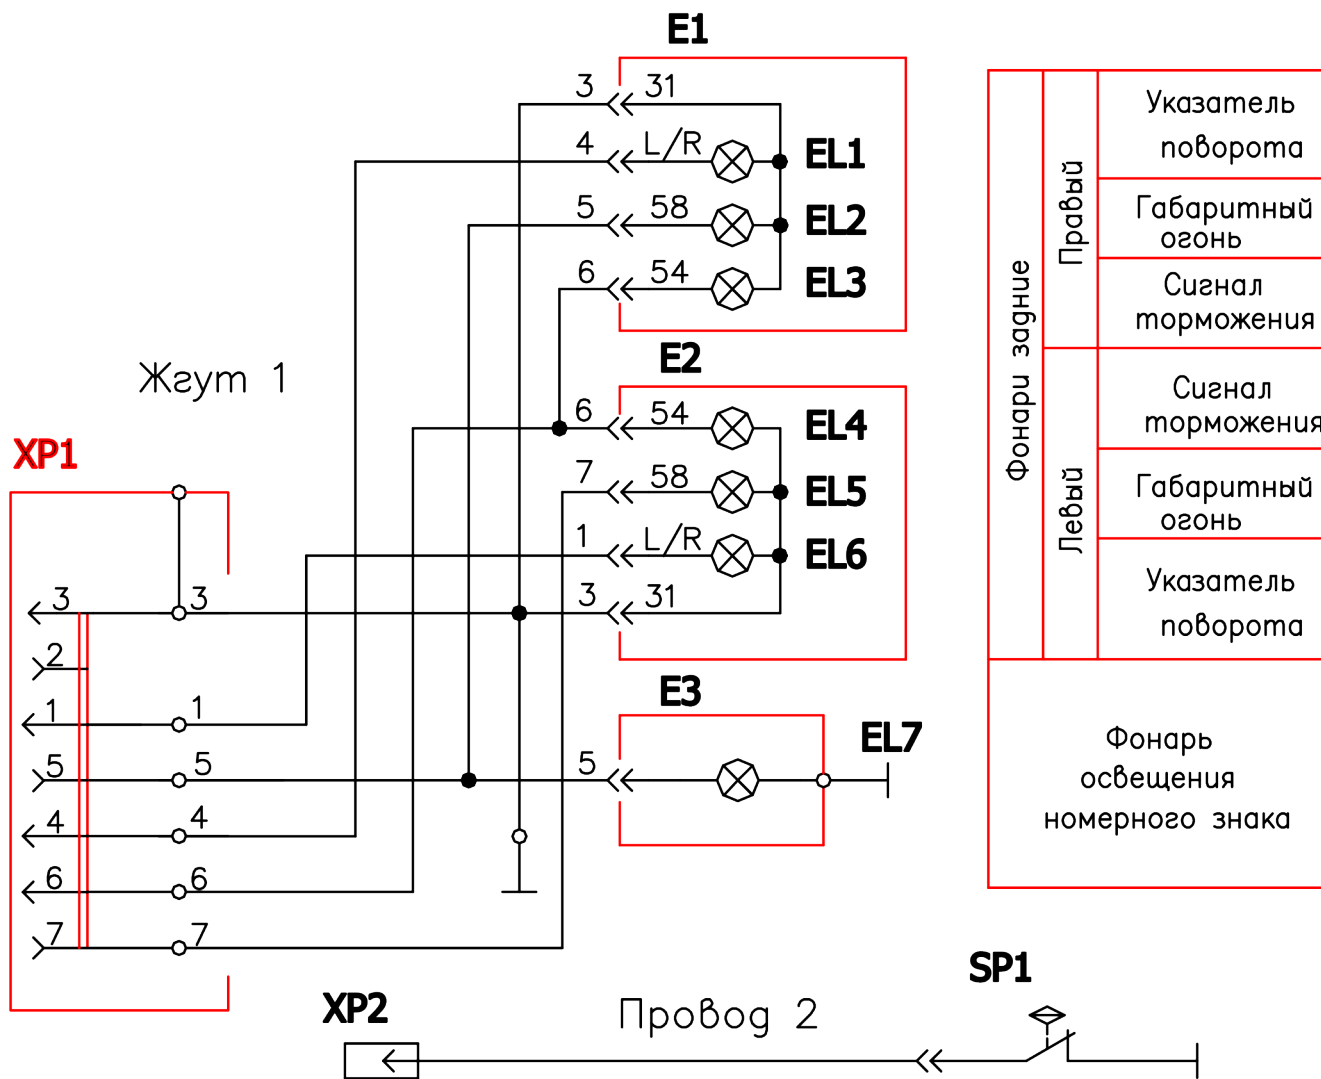 E1
3 31
4 L/R EL1
5 58 EL2
6 54 EL3
E2
6 54 EL4
7 58 EL5
1 L/R EL6
3 31
E3
5 EL7
Жгут 1
XP1
3 3
2
1 1
5 5
4 4
6 6
7 7
XP2
Провод 2
SP1
Фонари задние
Правый
Указатель
поворота
Габаритный
огонь
Сигнал
торможения
Левый
Сигнал
торможения
Габаритный
огонь
Указатель
поворота
Фонарь
освещения
номерного знака